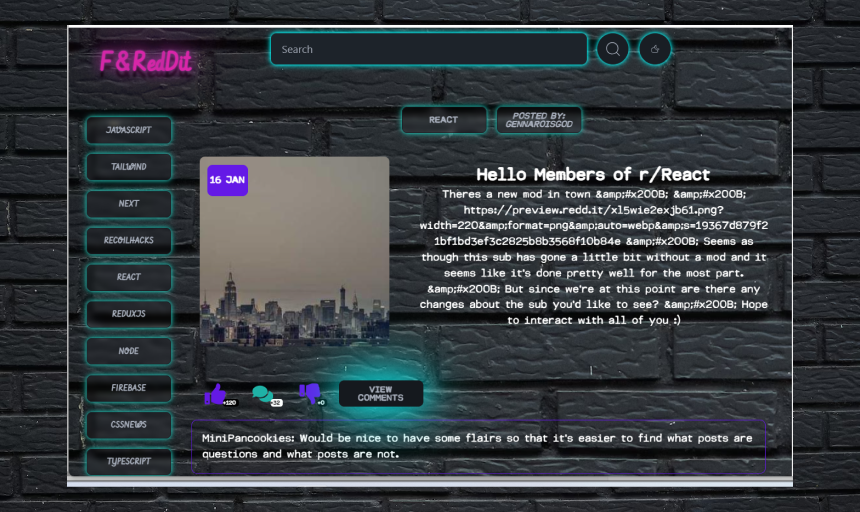 F&RedDit
Search
REACT
POSTED BY:
GENNAROISGOD
JAVASCRIPT
TAILWIND
NEXT
RECOILHACKS
REACT
REDUXJS
NODE
FIREBASE
CSSNEWS
TYPESCRIPT
16 JAN
Hello Members of r/React
Theres a new mod in town &amp;#x200B; &amp;#x200B;
https://preview.redd.it/xl5wie2exjb61.png?
width=220&amp;format=png&amp;auto=webp&amp;s=19367d879f2
1bf1bd3ef3c2825b8b3568f10b84e &amp;#x200B; Seems as
though this sub has gone a little bit without a mod and it
seems like it's done pretty well for the most part.
&amp;#x200B; But since we're at this point are there any
changes about the sub you'd like to see? &amp;#x200B; Hope
to interact with all of you :)
+120
+32
+0
VIEW
COMMENTS
MiniPancookies: Would be nice to have some flairs so that it's easier to find what posts are
questions and what posts are not.